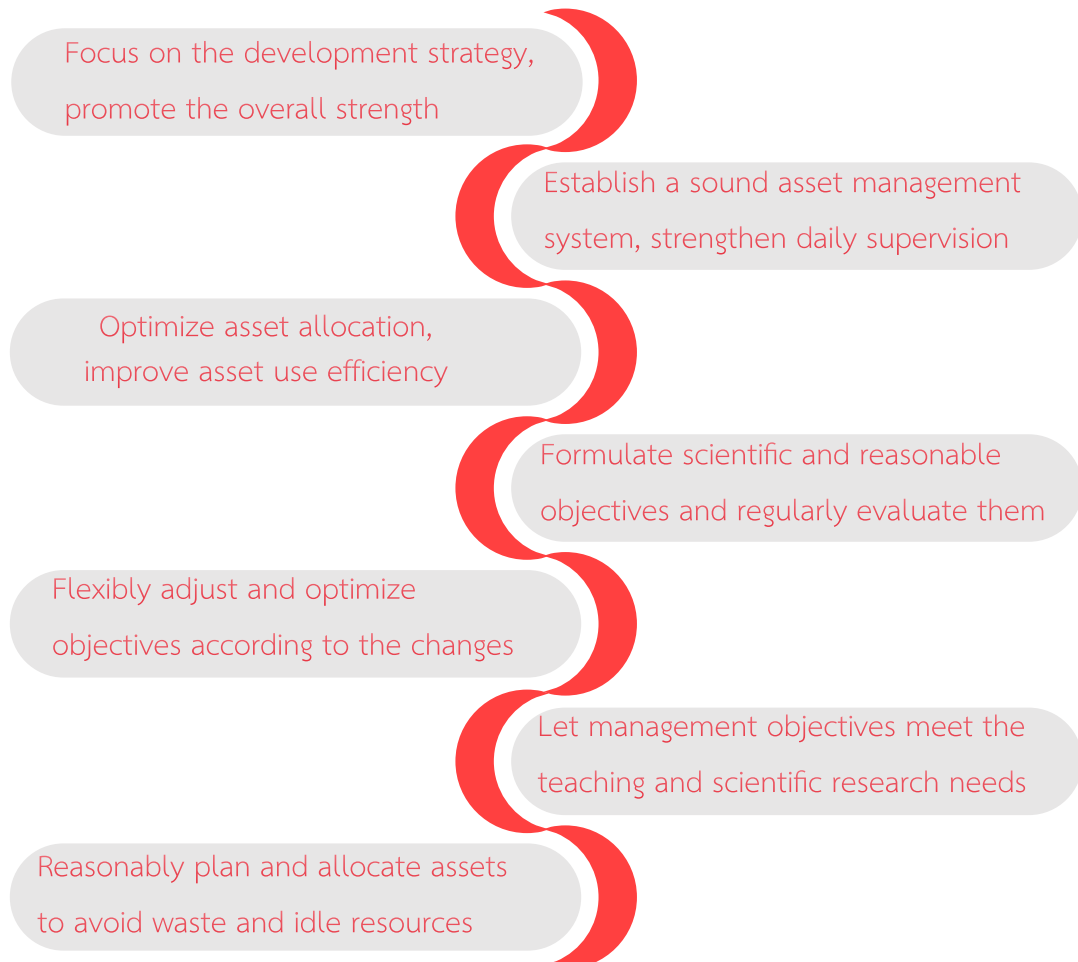 Focus on the development strategy,
promote the overall strength
Establish a sound asset management
system, strengthen daily supervision
Optimize asset allocation,
improve asset use efficiency
Formulate scientific and reasonable
objectives and regularly evaluate them
Flexibly adjust and optimize
objectives according to the changes
Let management objectives meet the
teaching and scientific research needs
Reasonably plan and allocate assets
to avoid waste and idle resources